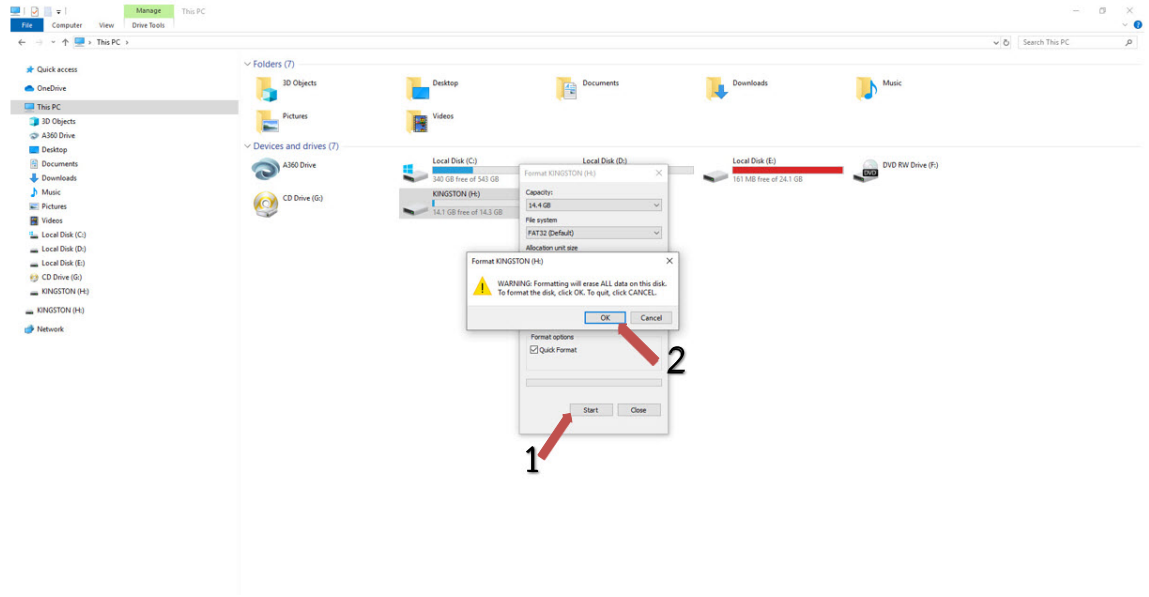 Manage This PC
File Computer View Drive Tools
This PC
Search This PC
Quick access
OneDrive
This PC
3D Objects
A360 Drive
Desktop
Documents
Downloads
Music
Pictures
Videos
Local Disk (C:)
Local Disk (D:)
Local Disk (E:)
CD Drive (G:)
KINGSTON (H:)
KINGSTON (H:)
Network
Folders (7)
3D Objects
Desktop
Documents
Downloads
Music
Pictures
Videos
Devices and drives (7)
A360 Drive
Local Disk (C:)
340 GB free of 543 GB
Local Disk (D:)
Local Disk (E:)
161 MB free of 24.1 GB
DVD RW Drive (F:)
DVD
CD Drive (G:)
KINGSTON (H:)
14.1 GB free of 14.3 GB
Format KINGSTON (H:)
Capacity:
14.4 GB
File system
FAT32 (Default)
Allocation unit size
Format KINGSTON (H:)
WARNING: Formatting will erase ALL data on this disk.
To format the disk, click OK. To quit, click CANCEL.
OK Cancel
Format options
Quick Format
2
Start Close
1